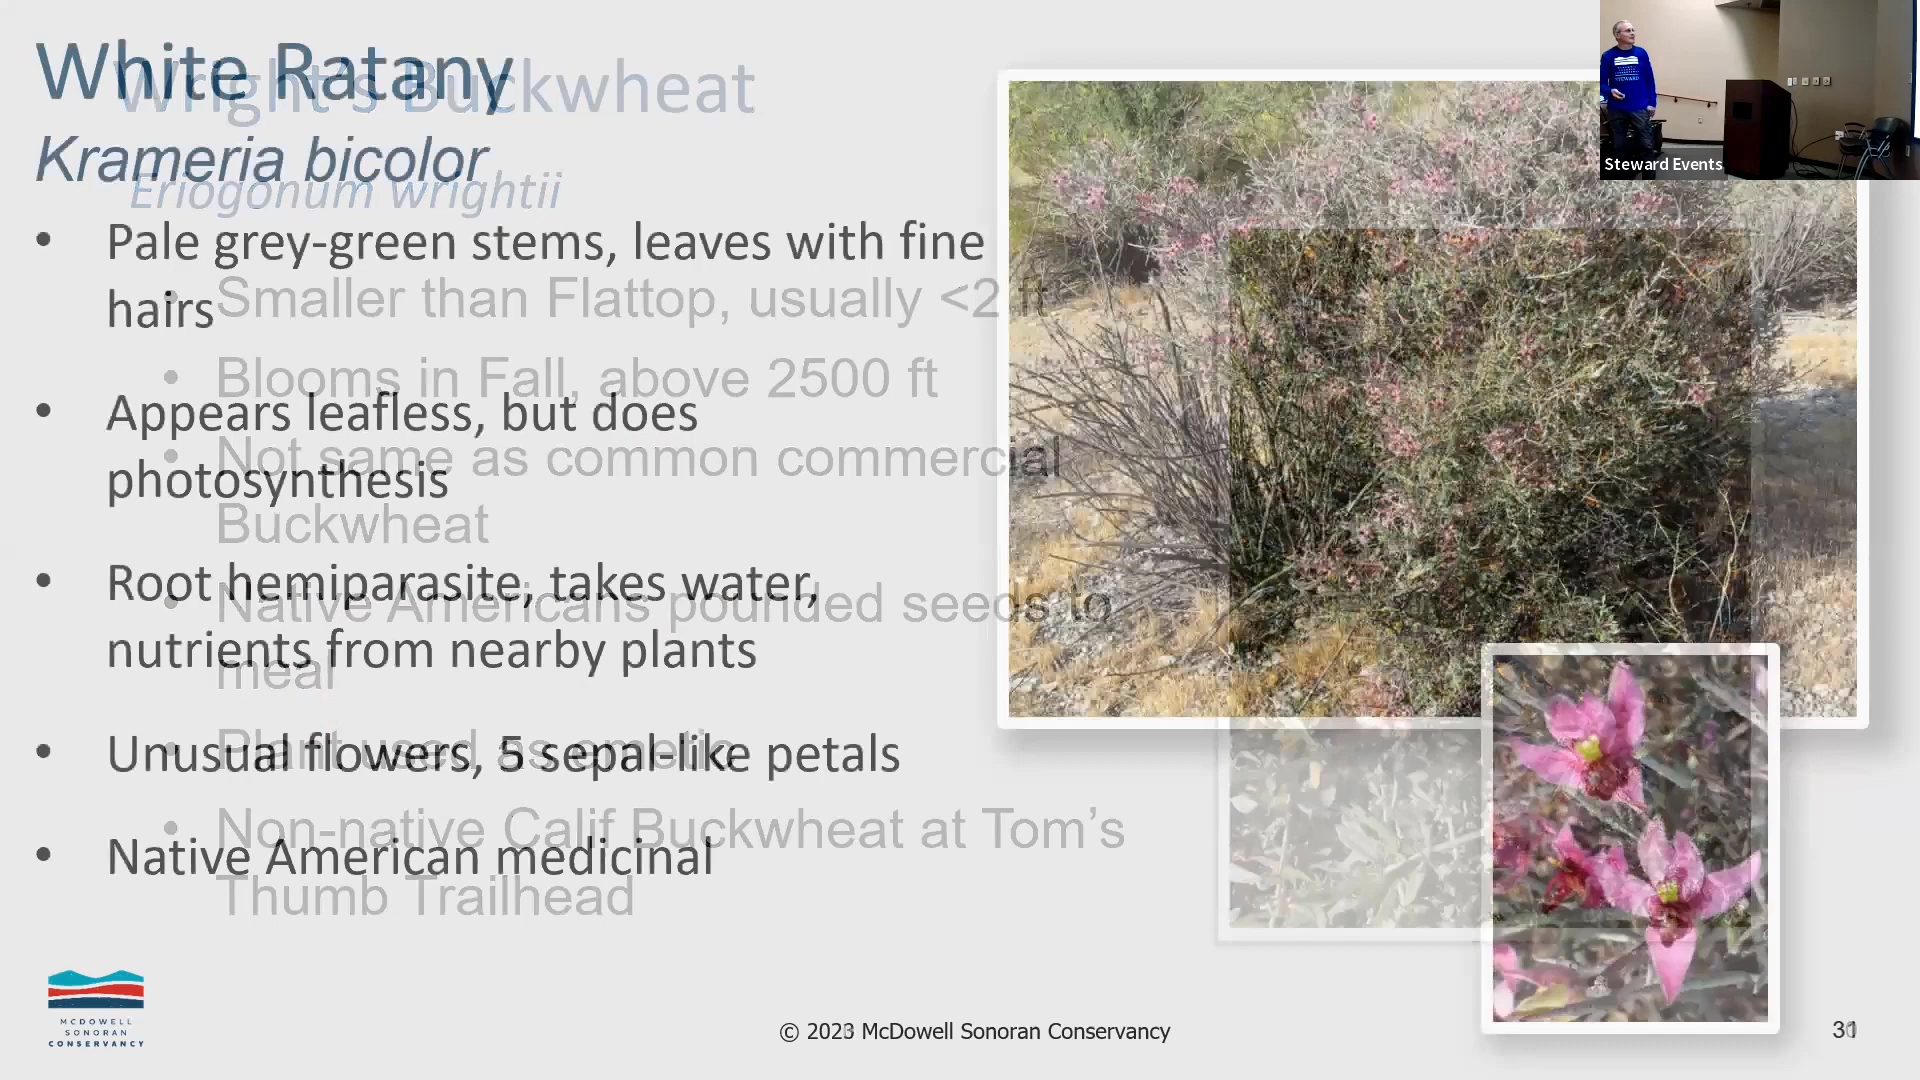 White Ratany
Krameria bicolor
• Pale grey-green stems, leaves with fine
hairs
• Appears leafless, but does
photosynthesis
• Root hemiparasite, takes water,
nutrients from nearby plants
• Unusual flowers, 5 sepal-like petals
• Native American medicinal
Wright's Buckwheat
Eriogonum wrightii
• Smaller than Flattop, usually <2 ft
• Blooms in Fall, above 2500 ft
• Not same as common commercial
Buckwheat
• Native Americans pounded seeds to
meal
• Plant used as emetic
• Non-native Calif Buckwheat at Tom's
Thumb Trailhead
Steward Events
STEWARD
MCDOWELL
SONORAN
CONSERVANCY
© 2023 McDowell Sonoran Conservancy